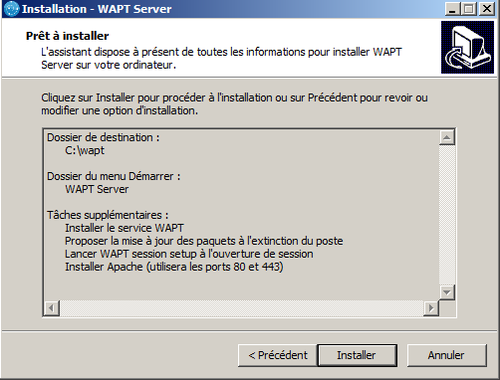 Installation - WAPT Server
Prêt à installer
L'assistant dispose à présent de toutes les informations pour installer WAPT
Server sur votre ordinateur.
Cliquez sur Installer pour procéder à l'installation ou sur Précédent pour revoir ou
modifier une option d'installation.
Dossier de destination :
C:\wapt
Dossier du menu Démarrer :
WAPT Server
Tâches supplémentaires :
Installer le service WAPT
Proposer la mise à jour des paquets à l'extinction du poste
Lancer WAPT session setup à l'ouverture de session
Installer Apache (utilisera les ports 80 et 443)
< Précédent
Installer
Annuler